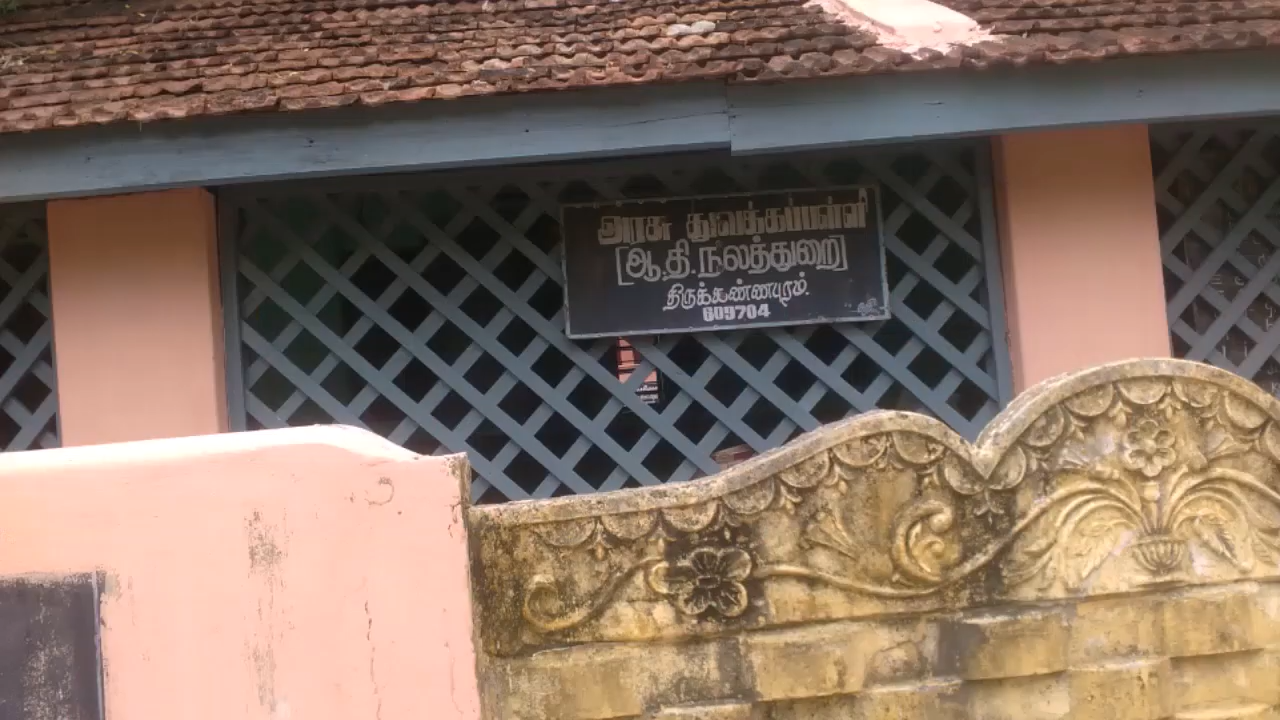 அரசு துவக்கப்பள்ளி
[ஆ.தி.நலத்துறை]
திருக்கண்ணபுரம்.
609704